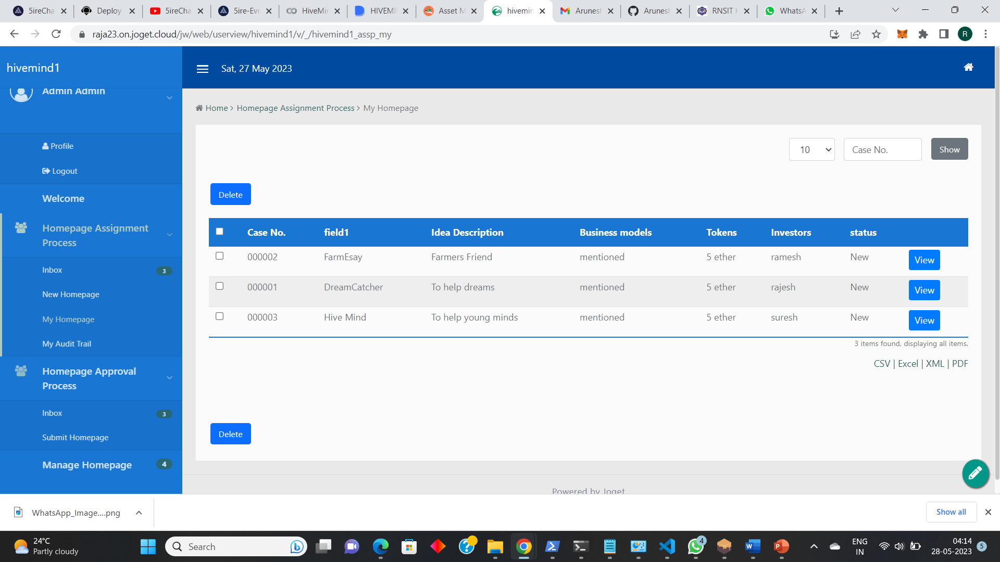 5ireCha
Deploy
5ireCha
5ire-Evm
HiveMin
HIVEMI
Asset M
hivemin
Arunesh
Arunesh
RNSIT H
WhatsA
raja23.on.joget.cloud/jw/web/userview/hivemind1/v/_/hivemind1_assp_my
R
hivemind1
Sat, 27 May 2023
Admin Admin
Home > Homepage Assignment Process > My Homepage
Profile
Logout
Welcome
Homepage Assignment
Process
Inbox 3
New Homepage
My Homepage
My Audit Trail
Homepage Approval
Process
Inbox 3
Submit Homepage
Manage Homepage 4
10 Case No. Show
Delete
Case No. field1 Idea Description Business models Tokens Investors status
000002 FarmEsay Farmers Friend mentioned 5 ether ramesh New View
000001 DreamCatcher To help dreams mentioned 5 ether rajesh New View
000003 Hive Mind To help young minds mentioned 5 ether suresh New View
3 items found, displaying all items.
CSV | Excel | XML | PDF
Delete
Powered by Joget
WhatsApp_Image....png
Show all
24°C
Partly cloudy
Search
4
ENG
IN
04:14
28-05-2023
5